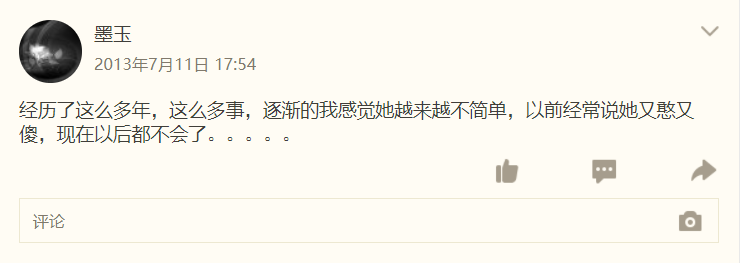 墨玉
2013年7月11日 17:54
经历了这么多年，这么多事，逐渐的我感觉她越来越不简单，以前经常说她又憨又
傻，现在以后都不会了。。。。。
评论